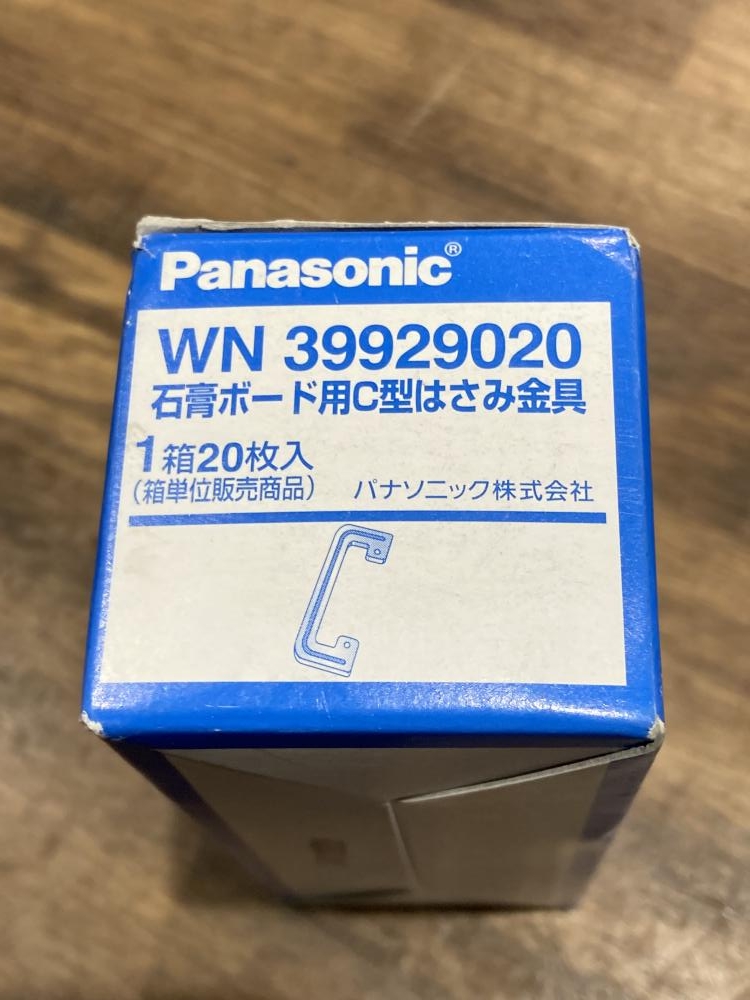 Panasonic®
WN 39929020
石膏ボード用C型はさみ金具
1箱20枚入
(箱単位販売商品) パナソニック株式会社